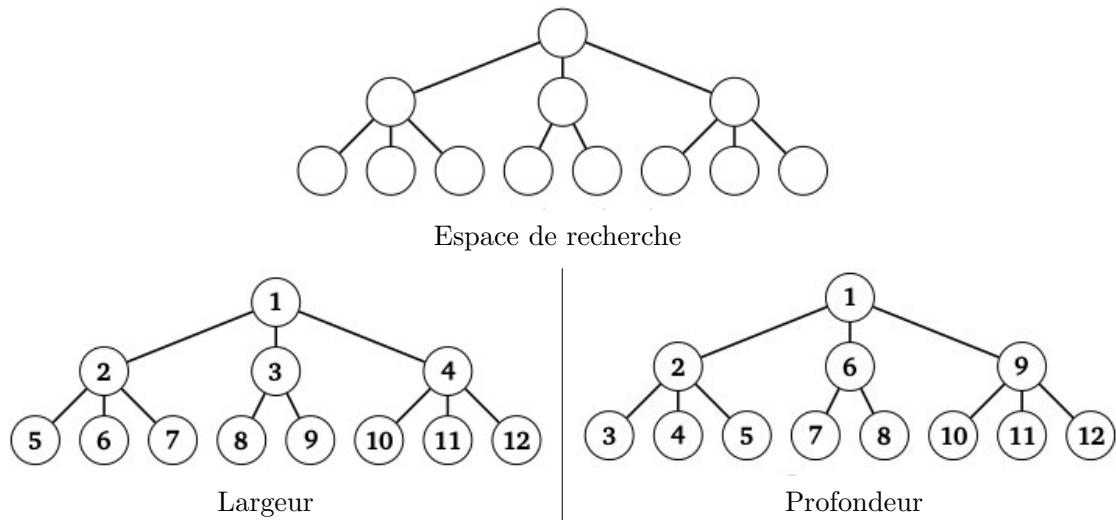 Espace de recherche
1
2 3 4
5 6 7 8 9 10 11 12
Largeur
1
2 6 9
3 4 5 7 8 10 11 12
Profondeur